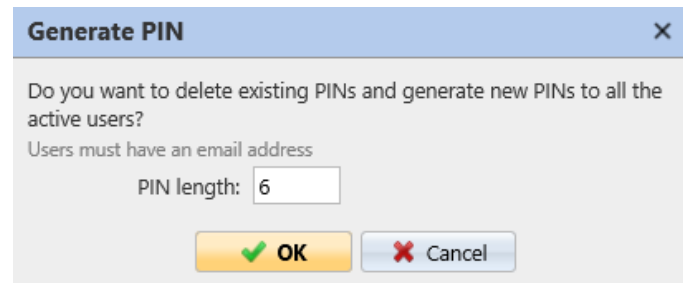 Generate PIN
Do you want to delete existing PINs and generate new PINs to all the
active users?
Users must have an email address
PIN length: 6
OK Cancel